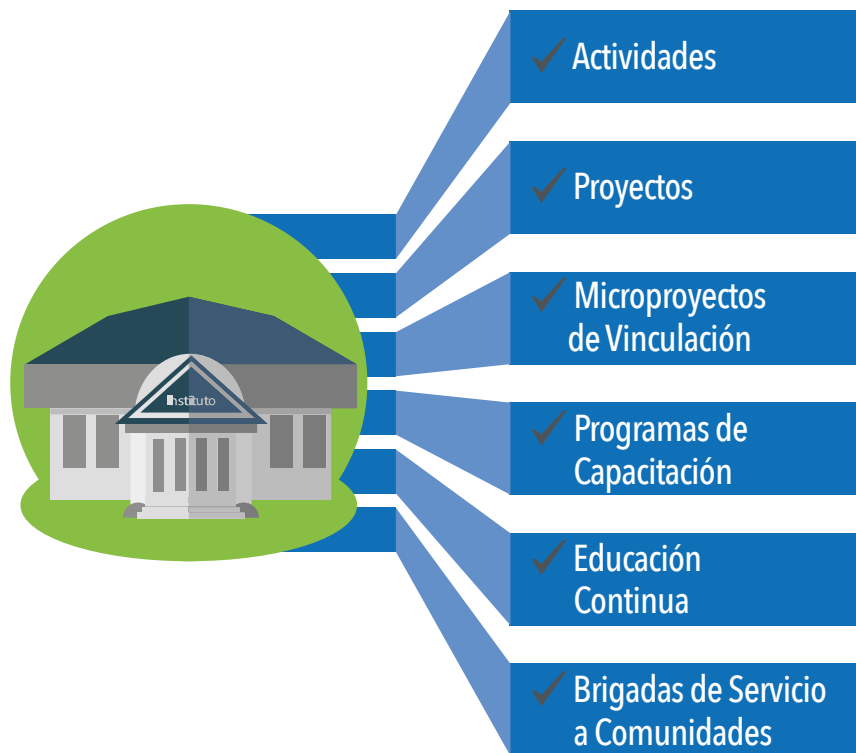 Actividades
Proyectos
Microproyectos
de Vinculación
Instituto
Programas de
Capacitación
Educación
Continua
Brigadas de Servicio
a Comunidades